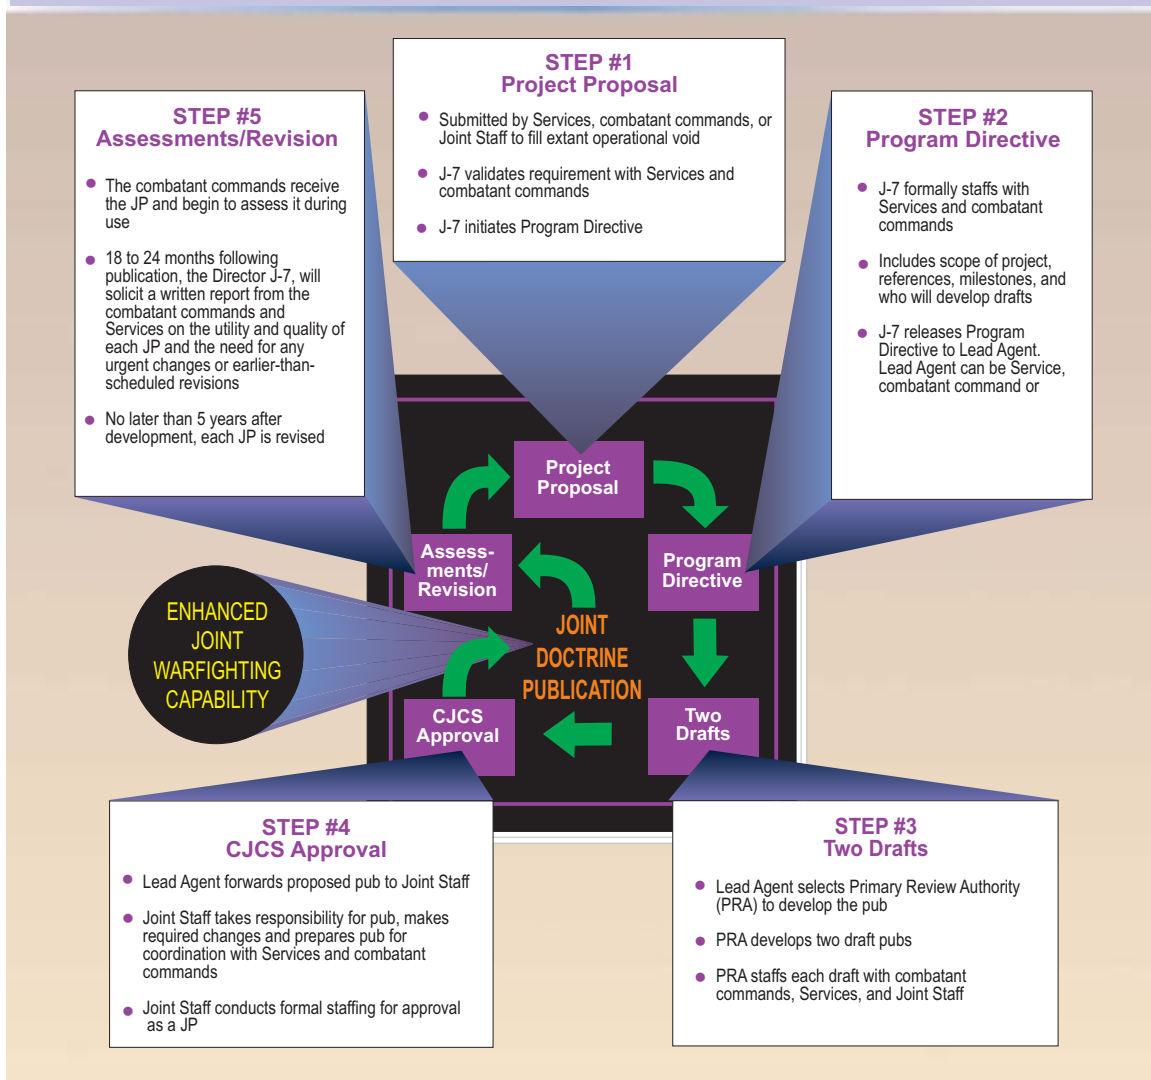 STEP #1
Project Proposal
• Submitted by Services, combatant commands, or
Joint Staff to fill extant operational void
• J-7 validates requirement with Services and
combatant commands
• J-7 initiates Program Directive
STEP #5
Assessments/Revision
• The combatant commands receive
the JP and begin to assess it during
use
• 18 to 24 months following
publication, the Director J-7, will
solicit a written report from the
combatant commands and
Services on the utility and quality of
each JP and the need for any
urgent changes or earlier-than-
scheduled revisions
• No later than 5 years after
development, each JP is revised
STEP #2
Program Directive
• J-7 formally staffs with
Services and combatant
commands
• Includes scope of project,
references, milestones, and
who will develop drafts
• J-7 releases Program
Directive to Lead Agent.
Lead Agent can be Service,
combatant command or
Project
Proposal
Assess-
ments/
Revision
Program
Directive
ENHANCED
JOINT
WARFIGHTING
CAPABILITY
JOINT
DOCTRINE
PUBLICATION
CJCS
Approval
Two
Drafts
STEP #4
CJCS Approval
• Lead Agent forwards proposed pub to Joint Staff
• Joint Staff takes responsibility for pub, makes
required changes and prepares pub for
coordination with Services and combatant
commands
• Joint Staff conducts formal staffing for approval
as a JP
STEP #3
Two Drafts
• Lead Agent selects Primary Review Authority
(PRA) to develop the pub
• PRA develops two draft pubs
• PRA staffs each draft with combatant
commands, Services, and Joint Staff